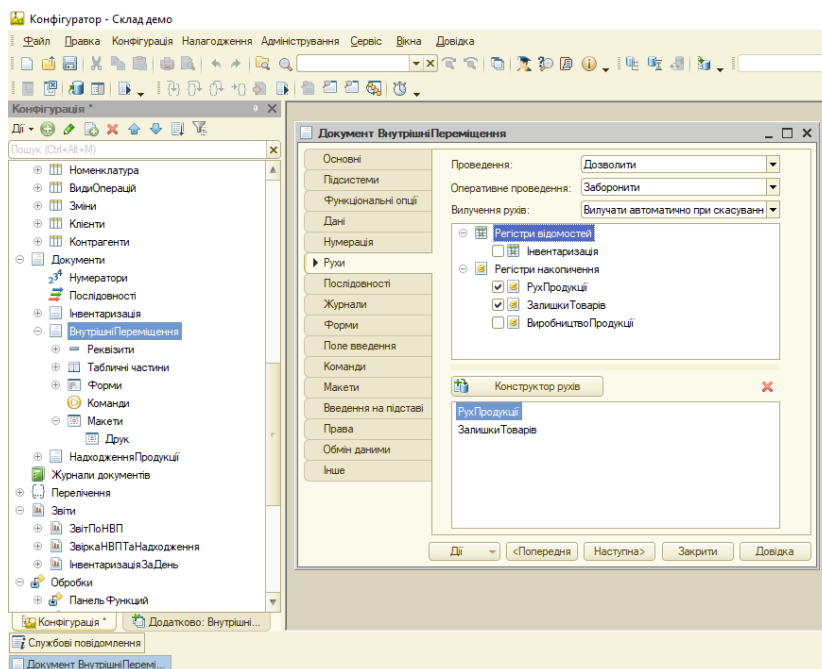 Конфігуратор - Склад демо
Файл Правка Конфігурація Налагодження Адміністрування Сервіс Вікна Довідка
Конфігурація *
Дії
Пошук (Ctrl+Alt+M)
Номенклатура
ВидиОперацій
Зміни
Клієнти
Контрагенти
Документи
Нумератори
Послідовності
Інвентаризація
ВнутрішніПереміщення
Реквізити
Табличні частини
Форми
Команди
Макети
Друк
НадходженняПродукції
Журнали документів
Перелічення
Звіти
ЗвітПоНВП
ЗвіркаНВПТаНадходження
ІнвентаризаціяЗаДень
Обробки
ПанельФункций
Конфігурація *
Додатково: Внутрішні...
Службові повідомлення
Документ ВнутрішніПеремі...
Документ ВнутрішніПереміщення
Основні
Підсистеми
Функціональні опції
Дані
Нумерація
Рухи
Послідовності
Журнали
Форми
Поле введення
Команди
Макети
Введення на підставі
Права
Обмін даними
Інше
Проведення: Дозволити
Оперативне проведення: Заборонити
Вилучення рухів: Вилучати автоматично при скасуванн
Регістри відомостей
Інвентаризація
Регістри накопичення
РухПродукції
ЗалишкиТоварів
ВиробництвоПродукції
Конструктор рухів
РухПродукції
ЗалишкиТоварів
Дії <Попередня Наступна> Закрити Довідка